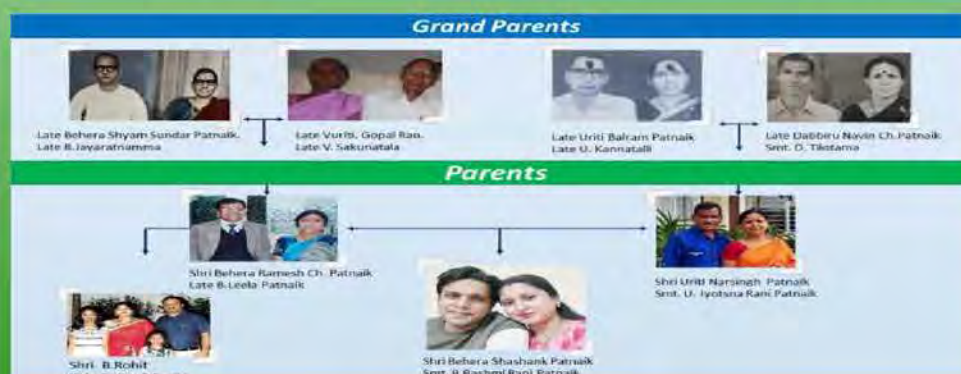 Grand Parents
Late Behera Shyam Sundar Patnaik.
Late B.Jayaratnamma
Late Vuriti. Gopal Rao.
Late V. Sakunatala
Late Uriti Balram Patnaik
Late U. Kannatalli
Late Dabbiru Navin Ch.Patnaik
Smt. D. Tilotama
Parents
Shri Behera Ramesh Ch. Patnaik
Late B.Leela Patnaik
Shri Uriti Narsingh Patnaik
Smt. U. Jyotsna Rani Patnaik
Shri. B.Rohit
Shri Behera Shashank Patnaik
Smt. B.Rashmi Rani Patnaik